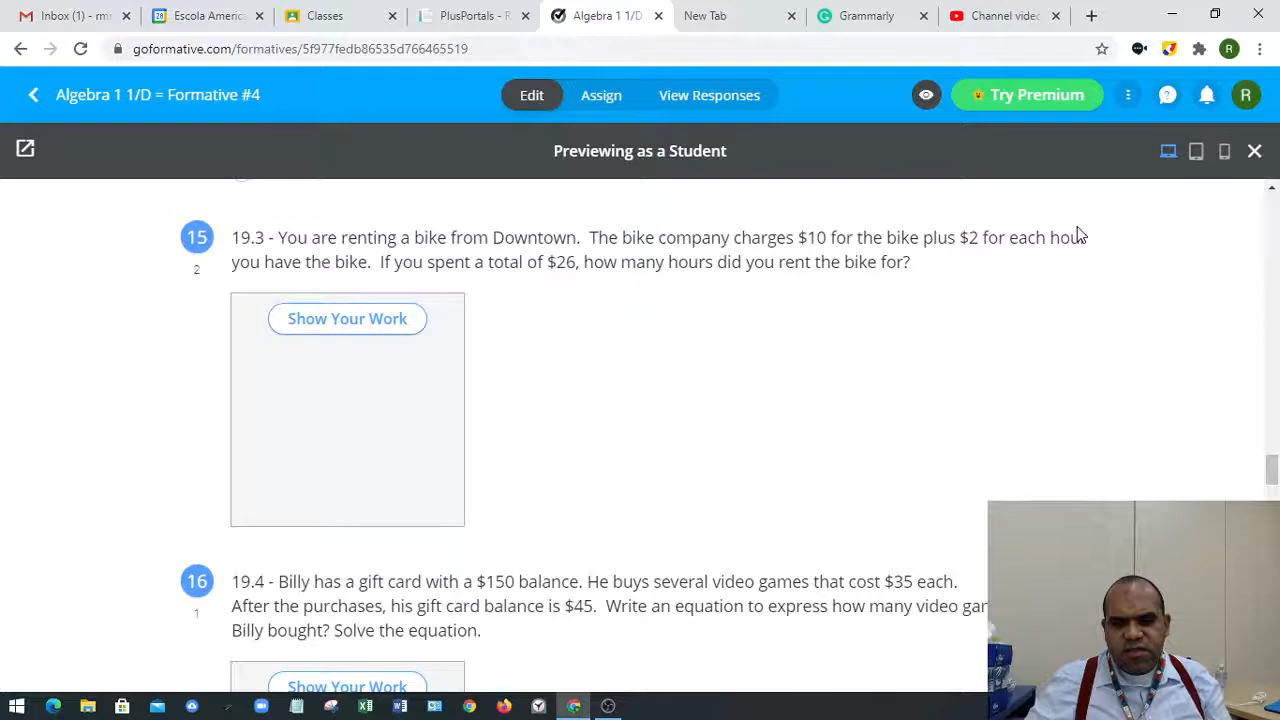 Inbox (1) - rm
Escola America
Classes
PlusPortals - R
Algebra 1 1/D
New Tab
Grammarly
Channel vide
goformative.com/formatives/5f977fedb86535d766465519
R
Algebra 1 1/D = Formative #4
Edit
Assign
View Responses
Try Premium
R
Previewing as a Student
15
2
19.3 - You are renting a bike from Downtown. The bike company charges $10 for the bike plus $2 for each hour
you have the bike. If you spent a total of $26, how many hours did you rent the bike for?
Show Your Work
16
1
19.4 - Billy has a gift card with a $150 balance. He buys several video games that cost $35 each.
After the purchases, his gift card balance is $45. Write an equation to express how many video gam
Billy bought? Solve the equation.
Show Your Work